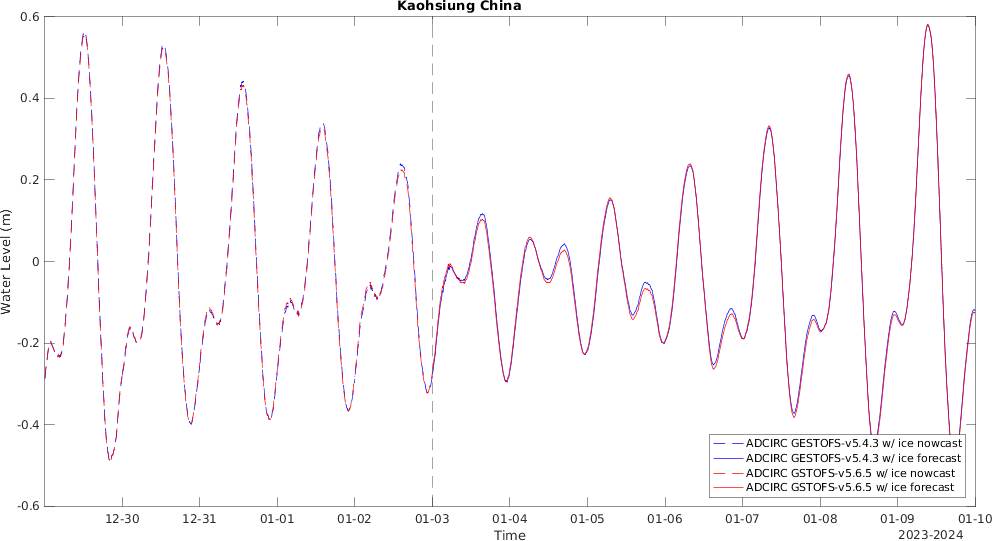 Kaohsiung China
0.6
0.4
0.2
0
-0.2
-0.4
-0.6
Water Level (m)
ADCIRC GESTOFS-v5.4.3 w/ ice nowcast
ADCIRC GESTOFS-v5.4.3 w/ ice forecast
ADCIRC GSTOFS-v5.6.5 w/ ice nowcast
ADCIRC GSTOFS-v5.6.5 w/ ice forecast
12-30 12-31 01-01 01-02 01-03 01-04 01-05 01-06 01-07 01-08 01-09 01-10
Time
2023-2024